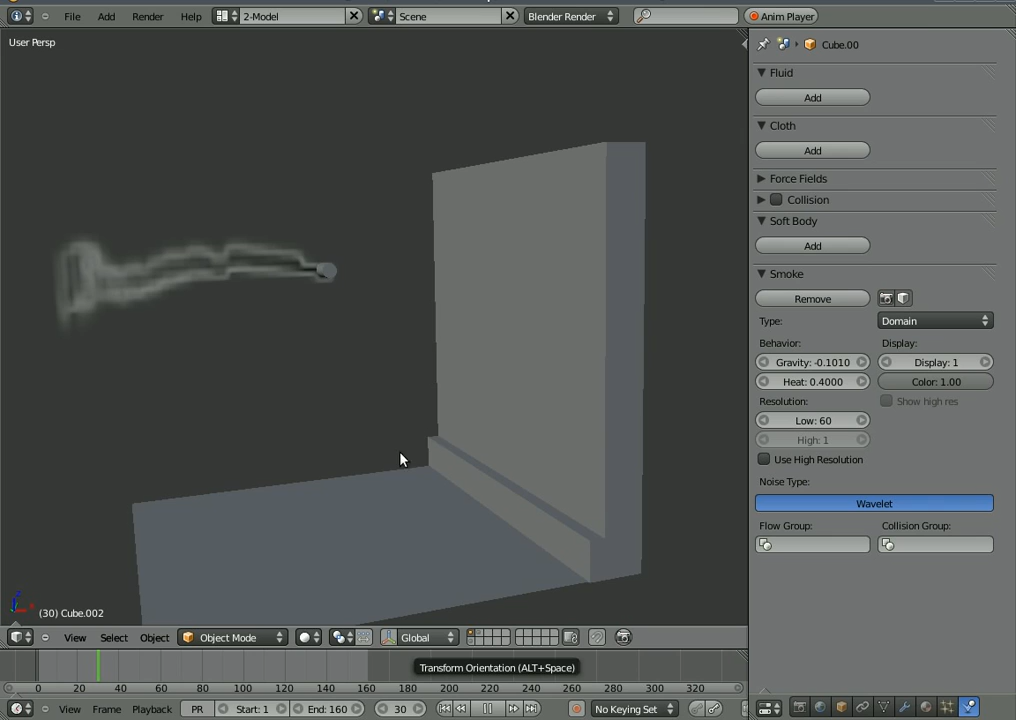 File Add Render Help 2-Model Scene Blender Render Anim Player
User Persp
Cube.00
Fluid
Add
Cloth
Add
Force Fields
Collision
Soft Body
Add
Smoke
Remove
Type: Domain
Behavior: Display:
Gravity: -0.1010 Display: 1
Heat: 0.4000 Color: 1.00
Resolution: Show high res
Low: 60
High: 1
Use High Resolution
Noise Type:
Wavelet
Flow Group: Collision Group:
(30) Cube.002
View Select Object Object Mode Global
Transform Orientation (ALT+Space)
0 20 40 60 80 100 120 140 160 180 200 220 240 260 280 300 320
View Frame Playback PR Start: 1 End: 160 30 No Keying Set